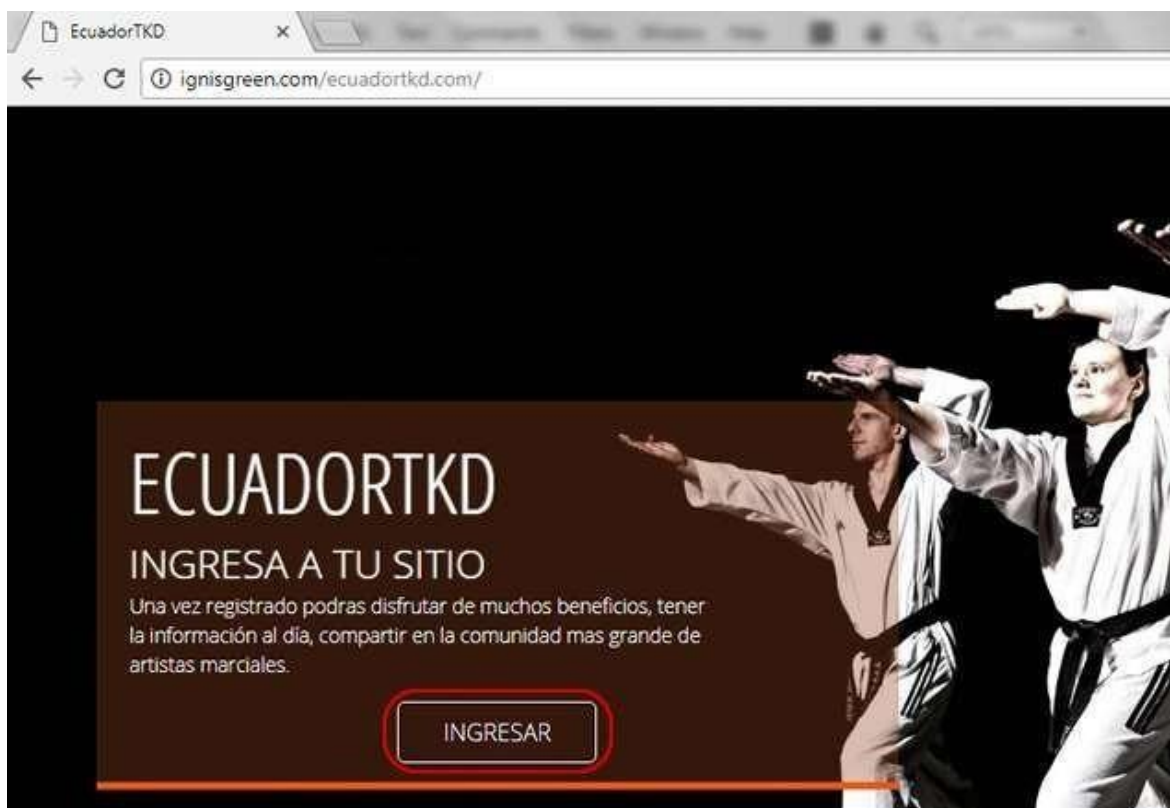 EcuadorTKD
ignisgreen.com/ecuadortkd.com/
ECUADORTKD
INGRESA A TU SITIO
Una vez registrado podras disfrutar de muchos beneficios, tener
la información al día, compartir en la comunidad mas grande de
artistas marciales.
INGRESAR